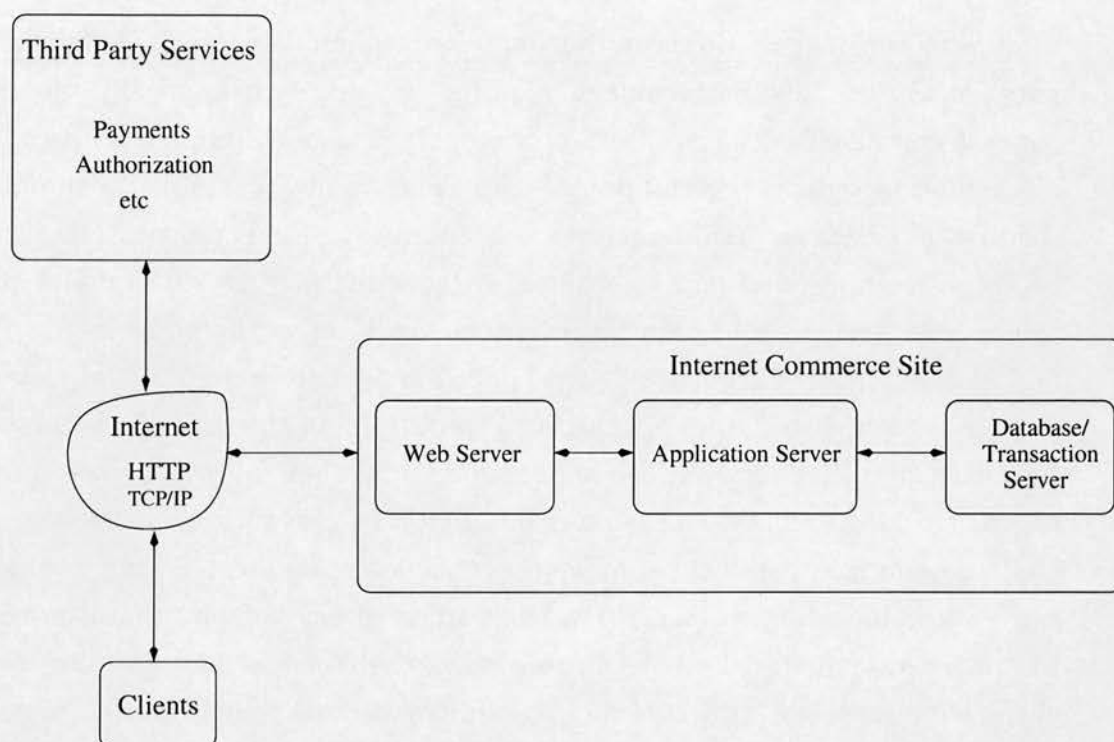 Third Party Services
Payments
Authorization
etc
Internet Commerce Site
Internet
HTTP
TCP/IP
Web Server
Application Server
Database/
Transaction
Server
Clients